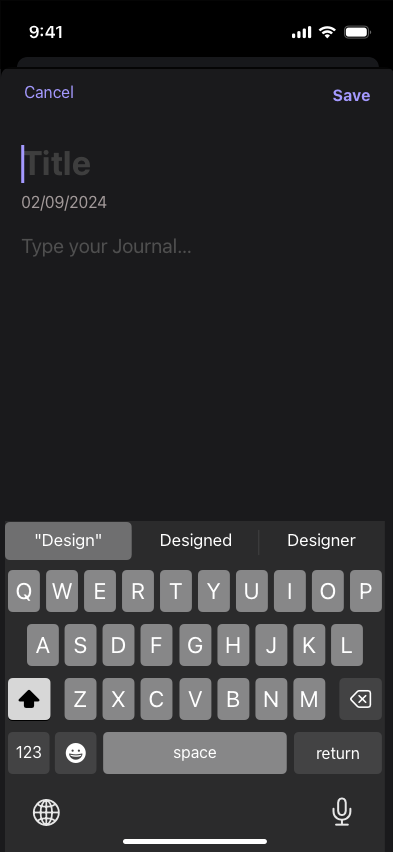 9:41
Cancel
Save
Title
02/09/2024
Type your Journal...
"Design" Designed Designer
Q W E R T Y U I O P
A S D F G H J K L
Z X C V B N M
123 space return